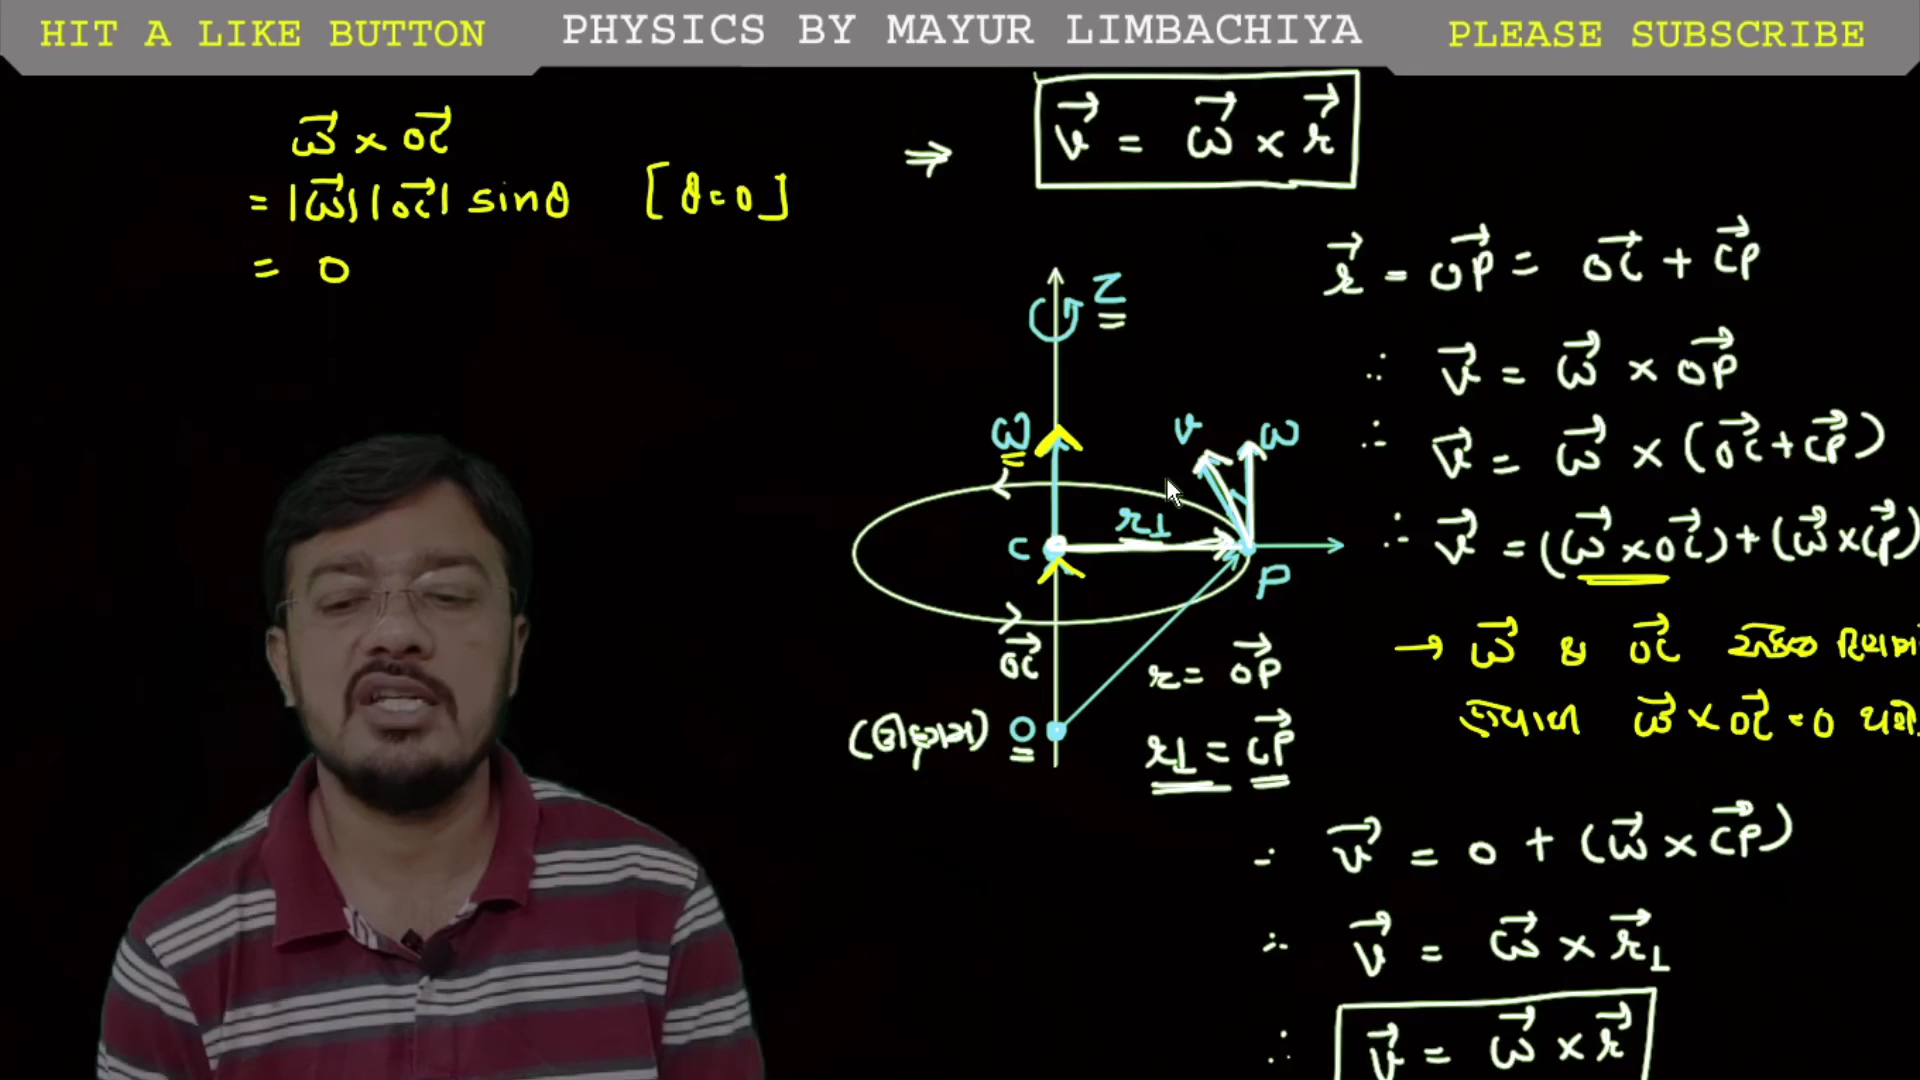 HIT A LIKE BUTTON
PHYSICS BY MAYUR LIMBACHIYA
PLEASE SUBSCRIBE
ω⃗ × OC⃗
= |ω⃗| |OC⃗| sinθ [θ=0]
= 0
⇒ v⃗ = ω⃗ × r⃗
r⃗ = OP⃗ = OC⃗ + CP⃗
∴ v⃗ = ω⃗ × OP⃗
∴ v⃗ = ω⃗ × (OC⃗ + CP⃗)
∴ v⃗ = (ω⃗ × OC⃗) + (ω⃗ × CP⃗)
→ ω⃗ & OC⃗
ω⃗ × OC⃗ = 0
∴ v⃗ = 0 + (ω⃗ × CP⃗)
∴ v⃗ = ω⃗ × r⃗⊥
∴ v⃗ = ω⃗ × r⃗
Z
ω
v
ω
r⊥
C
P
OC⃗
r = OP⃗
O
r⊥ = CP⃗